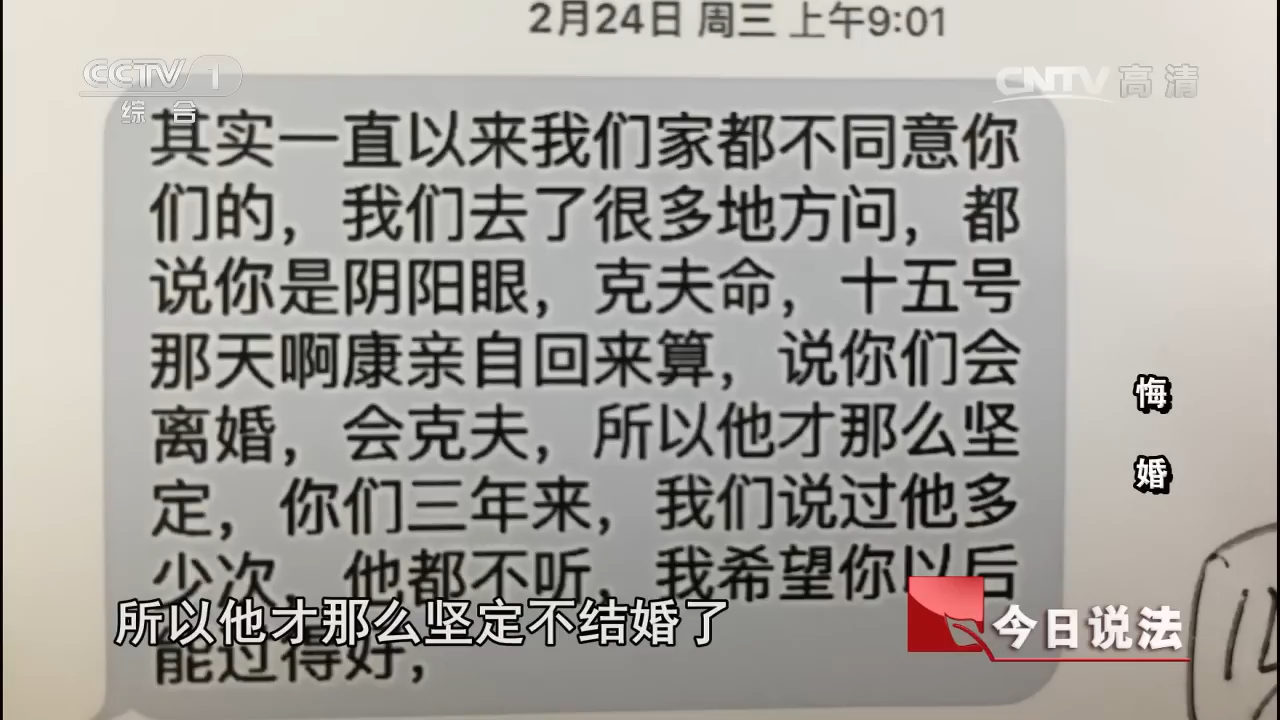 2月24日 周三 上午9:01
CCTV 1
综合
CNTV 高清
其实一直以来我们家都不同意你
们的，我们去了很多地方问，都
说你是阴阳眼，克夫命，十五号
那天啊康亲自回来算，说你们会
离婚，会克夫，所以他才那么坚
定，你们三年来，我们说过他多
少次，他都不听，我希望你以后
能过得好，
悔婚
所以他才那么坚定不结婚了
今日说法